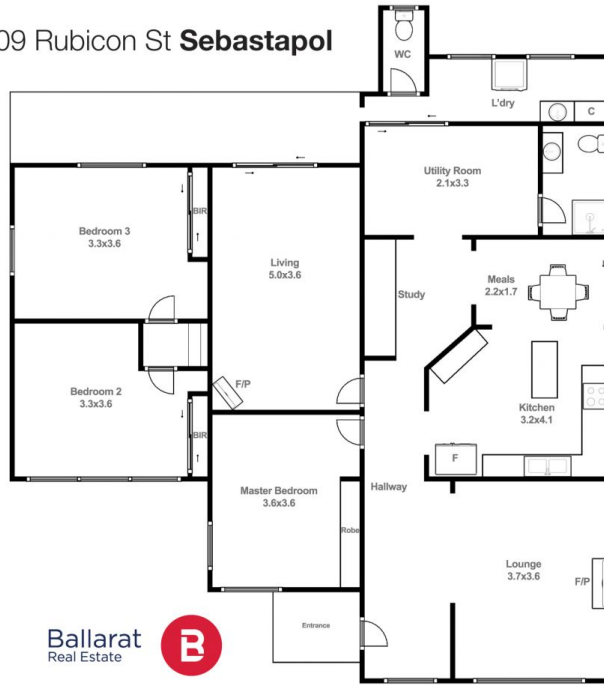 09 Rubicon St Sebastapol
WC
L'dry
C
Utility Room
2.1x3.3
BIR
Bedroom 3
3.3x3.6
Living
5.0x3.6
Meals
2.2x1.7
Study
F/P
Bedroom 2
3.3x3.6
Kitchen
3.2x4.1
BIR
F
Master Bedroom
3.6x3.6
Hallway
Robe
Lounge
3.7x3.6
F/P
Entrance
Ballarat
Real Estate
B